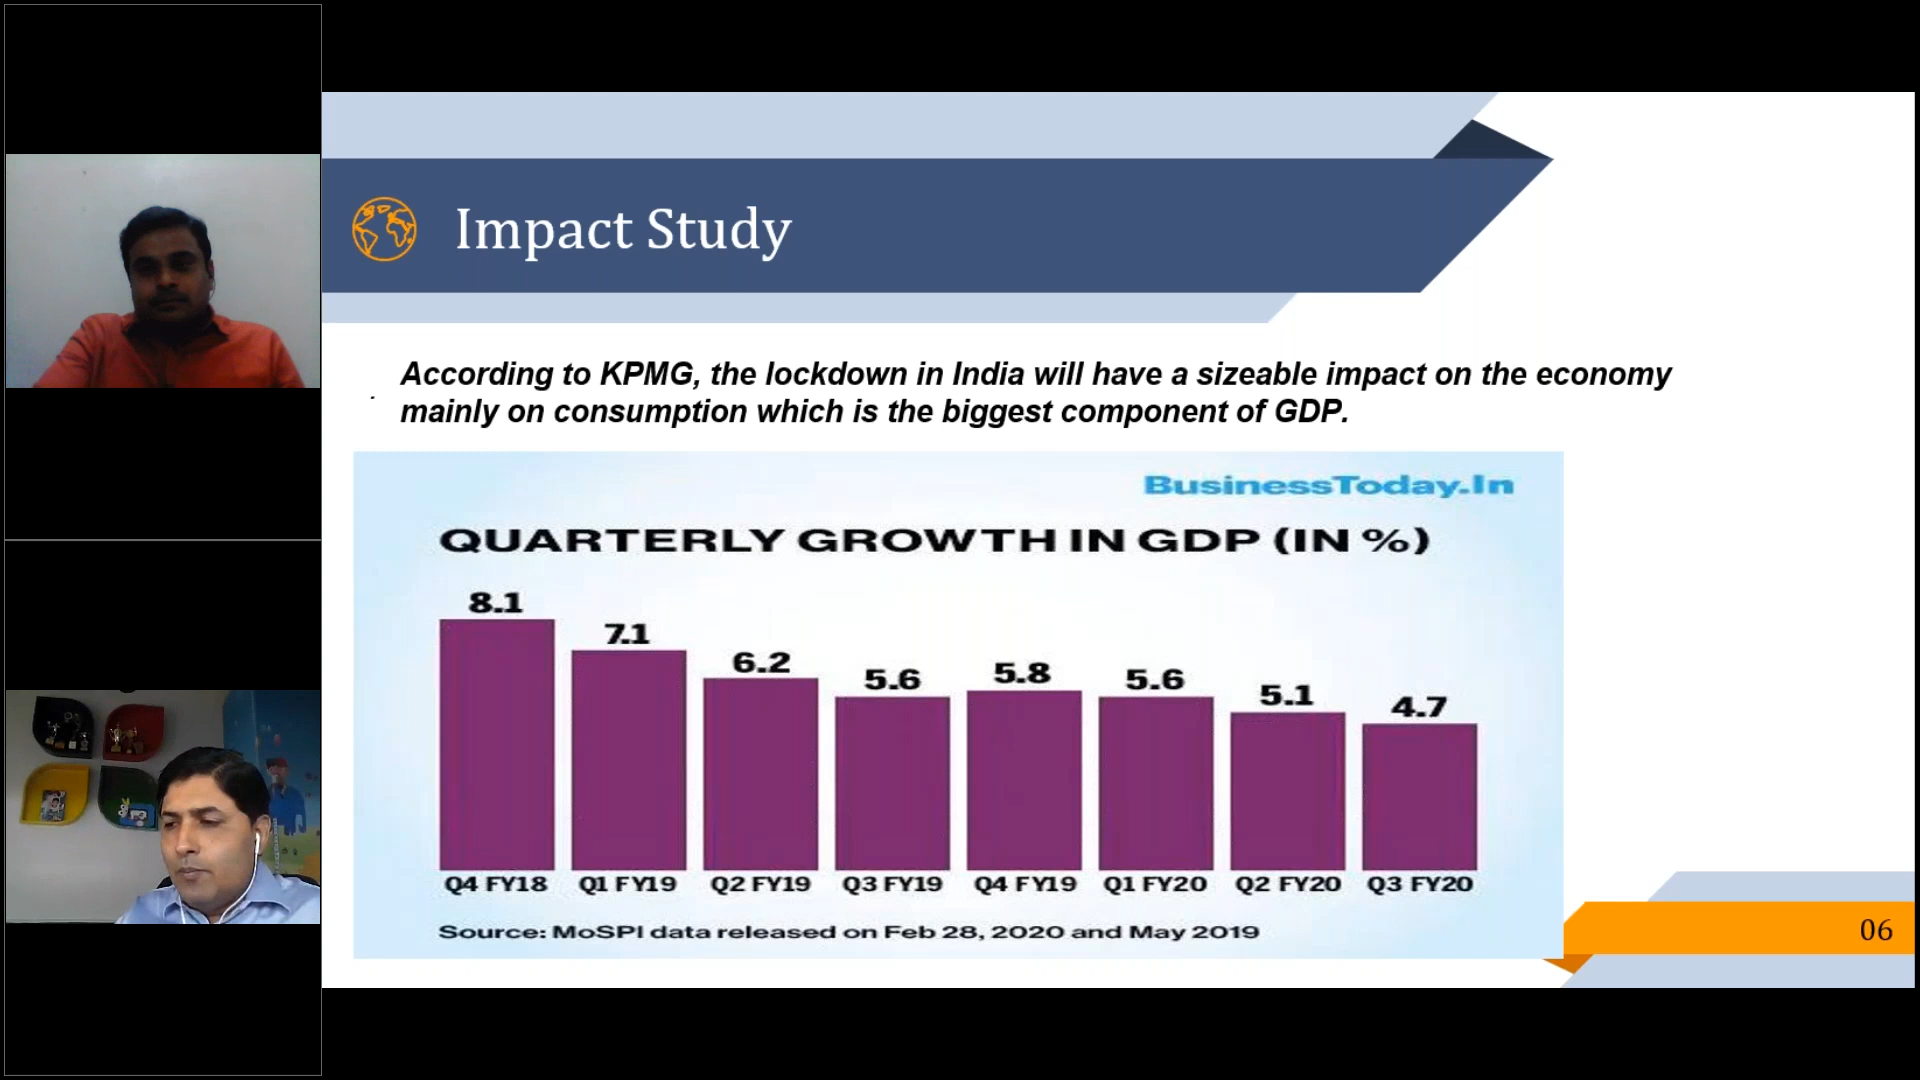 Impact Study
According to KPMG, the lockdown in India will have a sizeable impact on the economy
mainly on consumption which is the biggest component of GDP.
BusinessToday.In
QUARTERLY GROWTH IN GDP (IN %)
8.1
7.1
6.2
5.6
5.8
5.6
5.1
4.7
Q4 FY18 Q1 FY19 Q2 FY19 Q3 FY19 Q4 FY19 Q1 FY20 Q2 FY20 Q3 FY20
Source: MoSPI data released on Feb 28, 2020 and May 2019
06